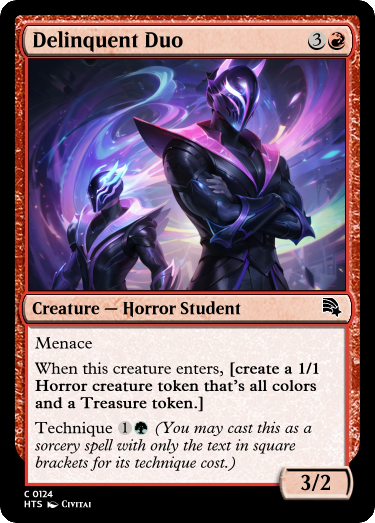 Delinquent Duo 3
Creature — Horror Student
Menace
When this creature enters, [create a 1/1
Horror creature token that's all colors
and a Treasure token.]
Technique 1 (You may cast this as a
sorcery spell with only the text in square
brackets for its technique cost.)
3/2
C 0124
HTS Civitai